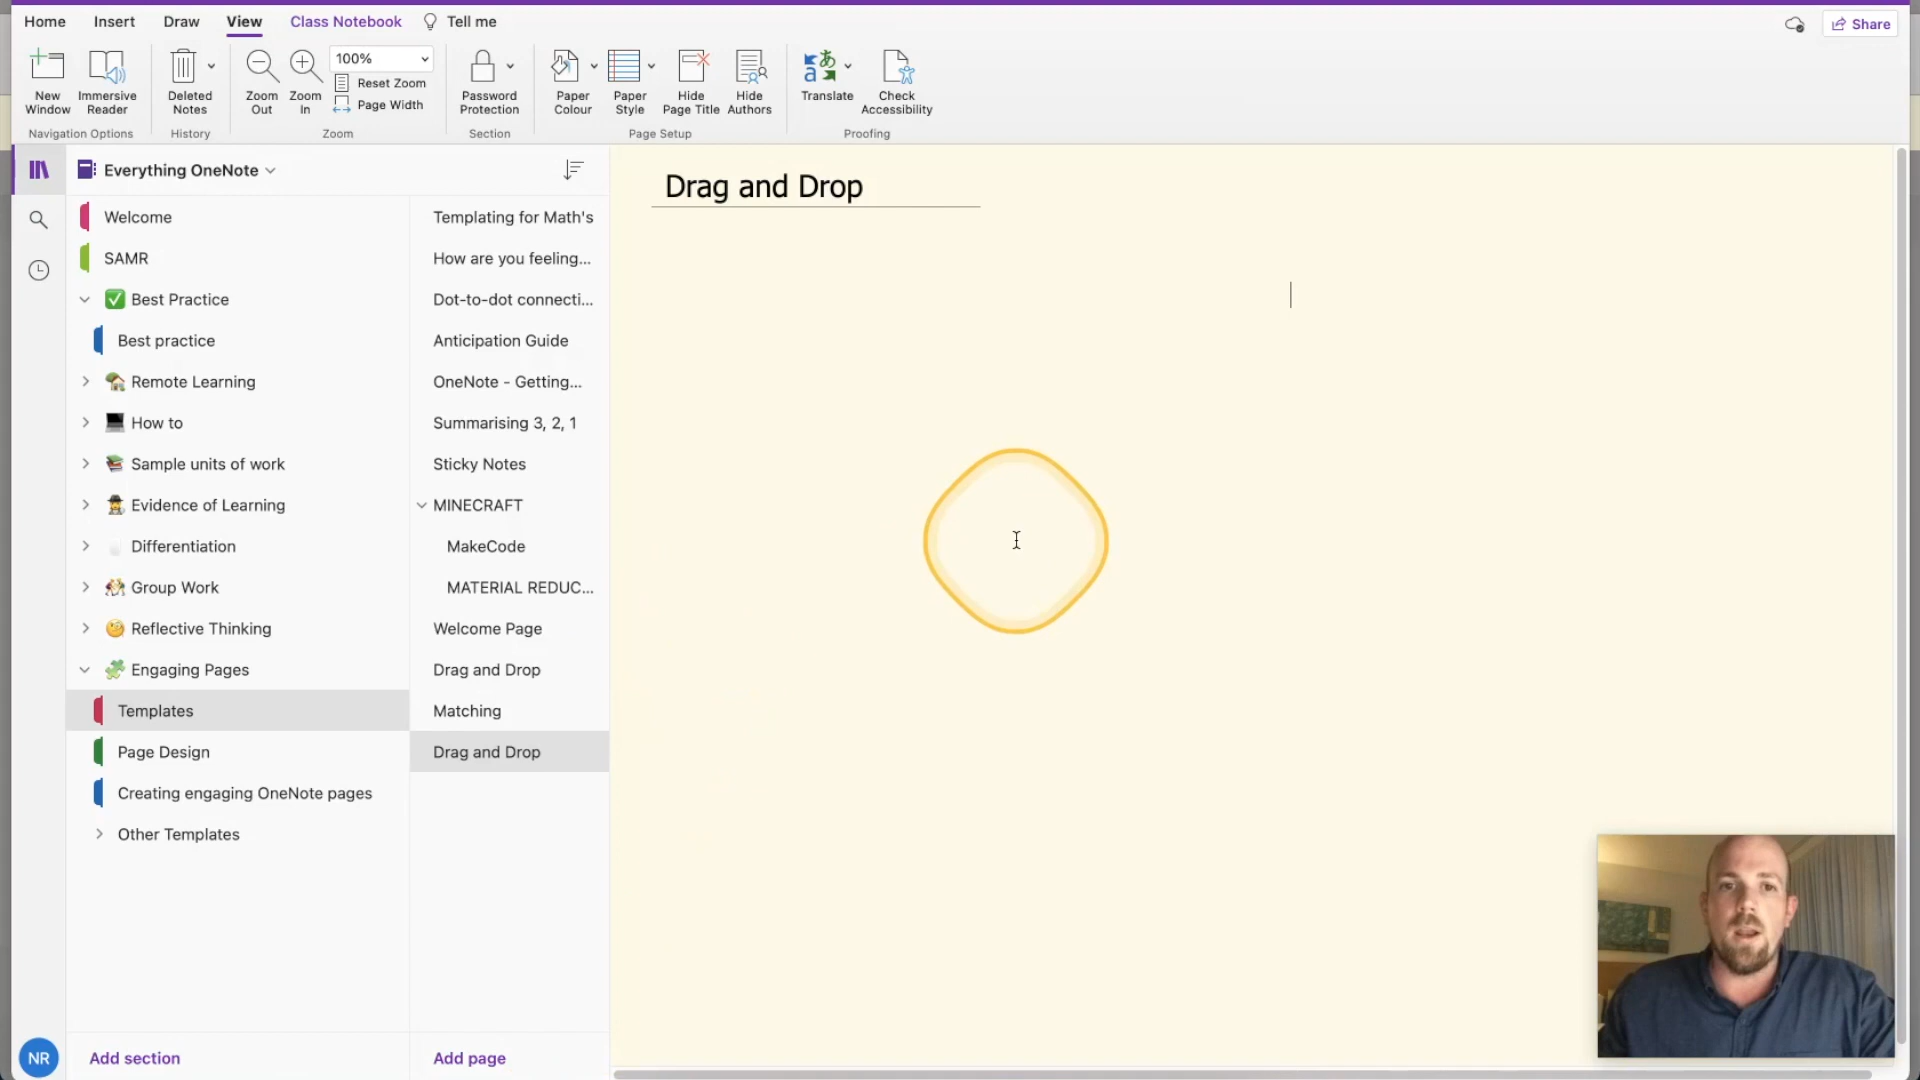 Home Insert Draw View Class Notebook Tell me
Share
100%
Reset Zoom
Page Width
New Window
Immersive Reader
Deleted Notes
Zoom Out
Zoom In
Password Protection
Paper Colour
Paper Style
Hide Page Title
Hide Authors
Translate
Check Accessibility
Navigation Options
History
Zoom
Section
Page Setup
Proofing
Everything OneNote
Welcome
SAMR
Best Practice
Best practice
Remote Learning
How to
Sample units of work
Evidence of Learning
Differentiation
Group Work
Reflective Thinking
Engaging Pages
Templates
Page Design
Creating engaging OneNote pages
Other Templates
Add section
NR
Templating for Math's
How are you feeling...
Dot-to-dot connecti...
Anticipation Guide
OneNote - Getting...
Summarising 3, 2, 1
Sticky Notes
MINECRAFT
MakeCode
MATERIAL REDUC...
Welcome Page
Drag and Drop
Matching
Drag and Drop
Add page
Drag and Drop